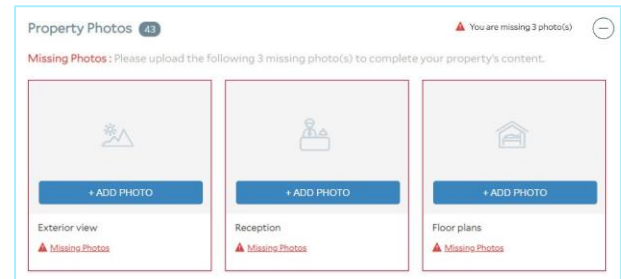 Property Photos 43
You are missing 3 photo(s)
Missing Photos : Please upload the following 3 missing photo(s) to complete your property's content.
+ ADD PHOTO
+ ADD PHOTO
+ ADD PHOTO
Exterior view
Reception
Floor plans
Missing Photos
Missing Photos
Missing Photos